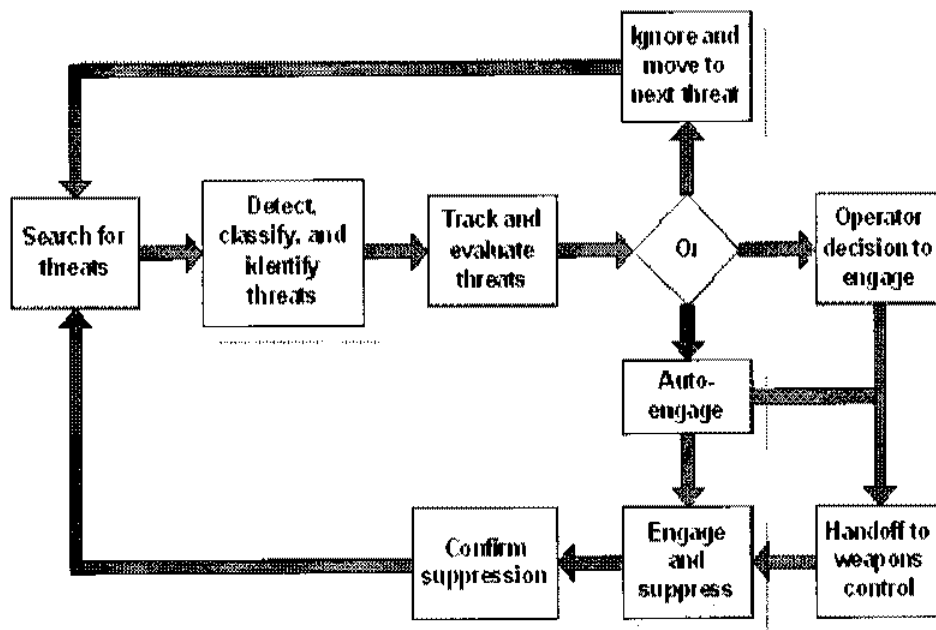 Ignore and
move to
next threat
Search for
threats
Detect,
classify, and
identify
threats
Track and
evaluate
threats
Or
Operator
decision to
engage
Auto-
engage
Confirm
suppression
Engage
and
suppress
Handoff to
weapons
control